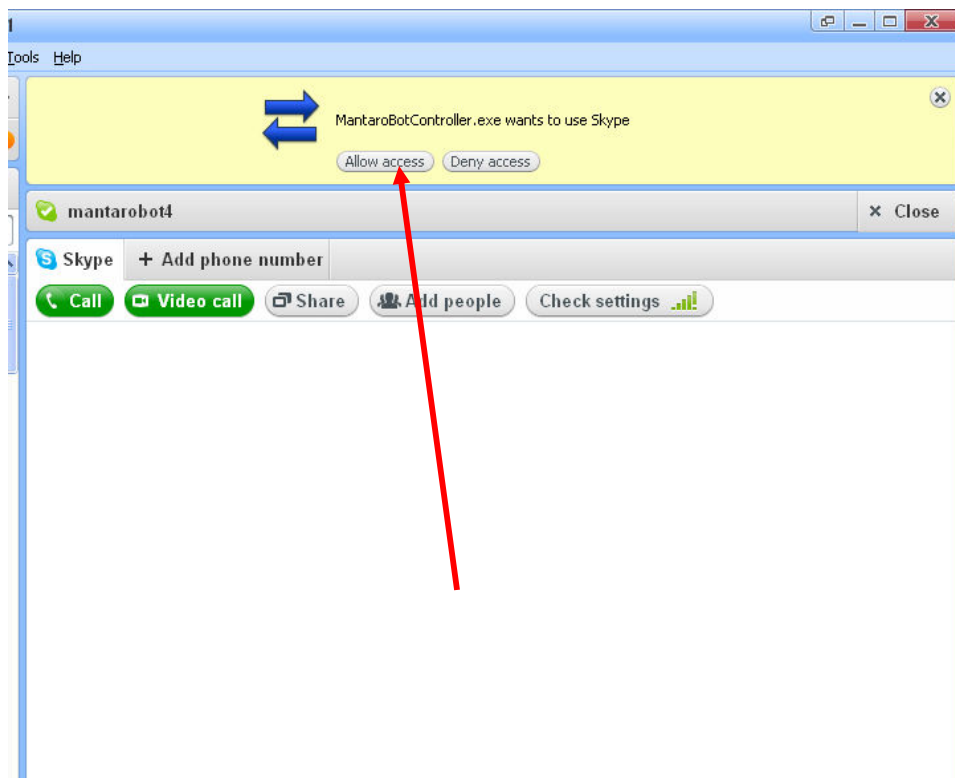 Tools Help
MantaroBotController.exe wants to use Skype
Allow access Deny access
mantarobot4 × Close
Skype + Add phone number
Call Video call Share Add people Check settings